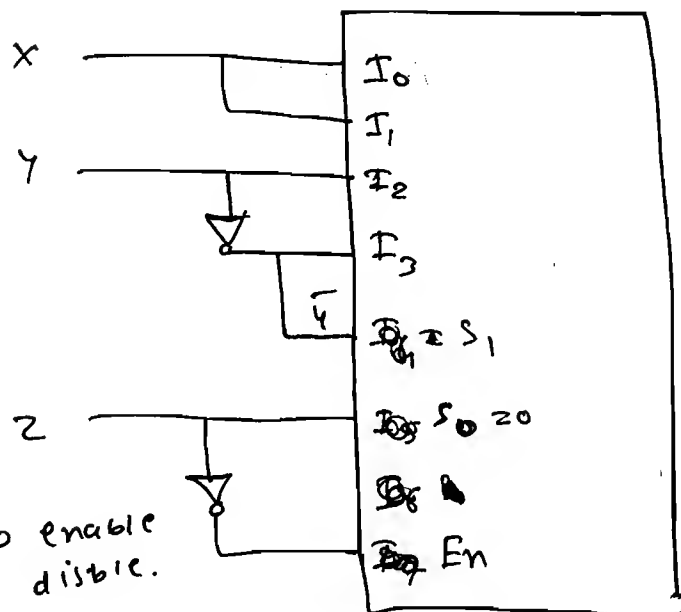 X I₀
I₁
Y I₂
I₃
Y̅ = S₁
Z S₀ = 0
o enable En
disble.